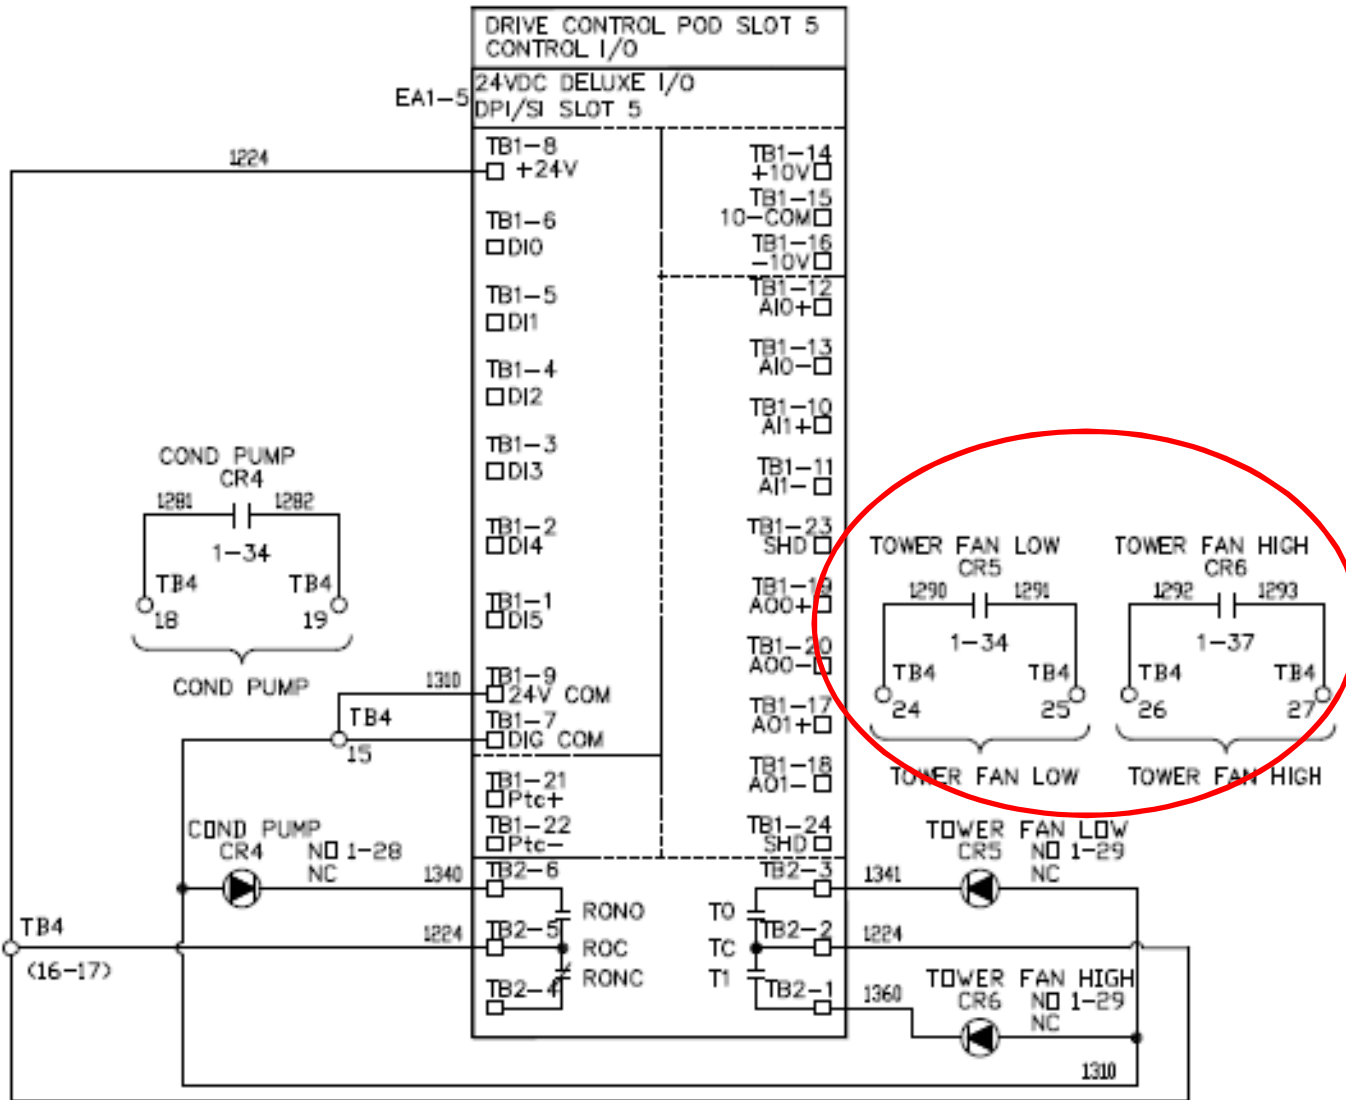 DRIVE CONTROL POD SLOT 5
CONTROL I/O
24VDC DELUXE I/O
EA1-5
DPI/SI SLOT 5
TB1-8
+24V
1224
TB1-6
DI0
TB1-5
DI1
TB1-4
DI2
TB1-3
DI3
TB1-2
DI4
TB1-1
DI5
TB1-9
24V COM
1310
TB1-7
DIG COM
TB1-21
Ptc+
TB1-22
Ptc-
TB2-6
1340
RONO
TB2-5
1224
ROC
TB2-4
RONC
TB1-14
+10V
TB1-15
10-COM
TB1-16
-10V
TB1-12
AI0+
TB1-13
AI0-
TB1-10
AI1+
TB1-11
AI1-
TB1-23
SHD
TB1-19
AO0+
TB1-20
AO0-
TB1-17
AO1+
TB1-18
AO1-
TB1-24
SHD
TB2-3
1341
TO
TB2-2
1224
TC
T1
TB2-1
1360
COND PUMP
CR4
1281 1282
1-34
TB4 TB4
18 19
COND PUMP
TB4
15
COND PUMP
CR4 NO 1-28
NC
TB4
(16-17)
TOWER FAN LOW
CR5
1290 1291
1-34
TB4 TB4
24 25
TOWER FAN LOW
TOWER FAN HIGH
CR6
1292 1293
1-37
TB4 TB4
26 27
TOWER FAN HIGH
TOWER FAN LOW
CR5 NO 1-29
NC
TOWER FAN HIGH
CR6 NO 1-29
NC
1310